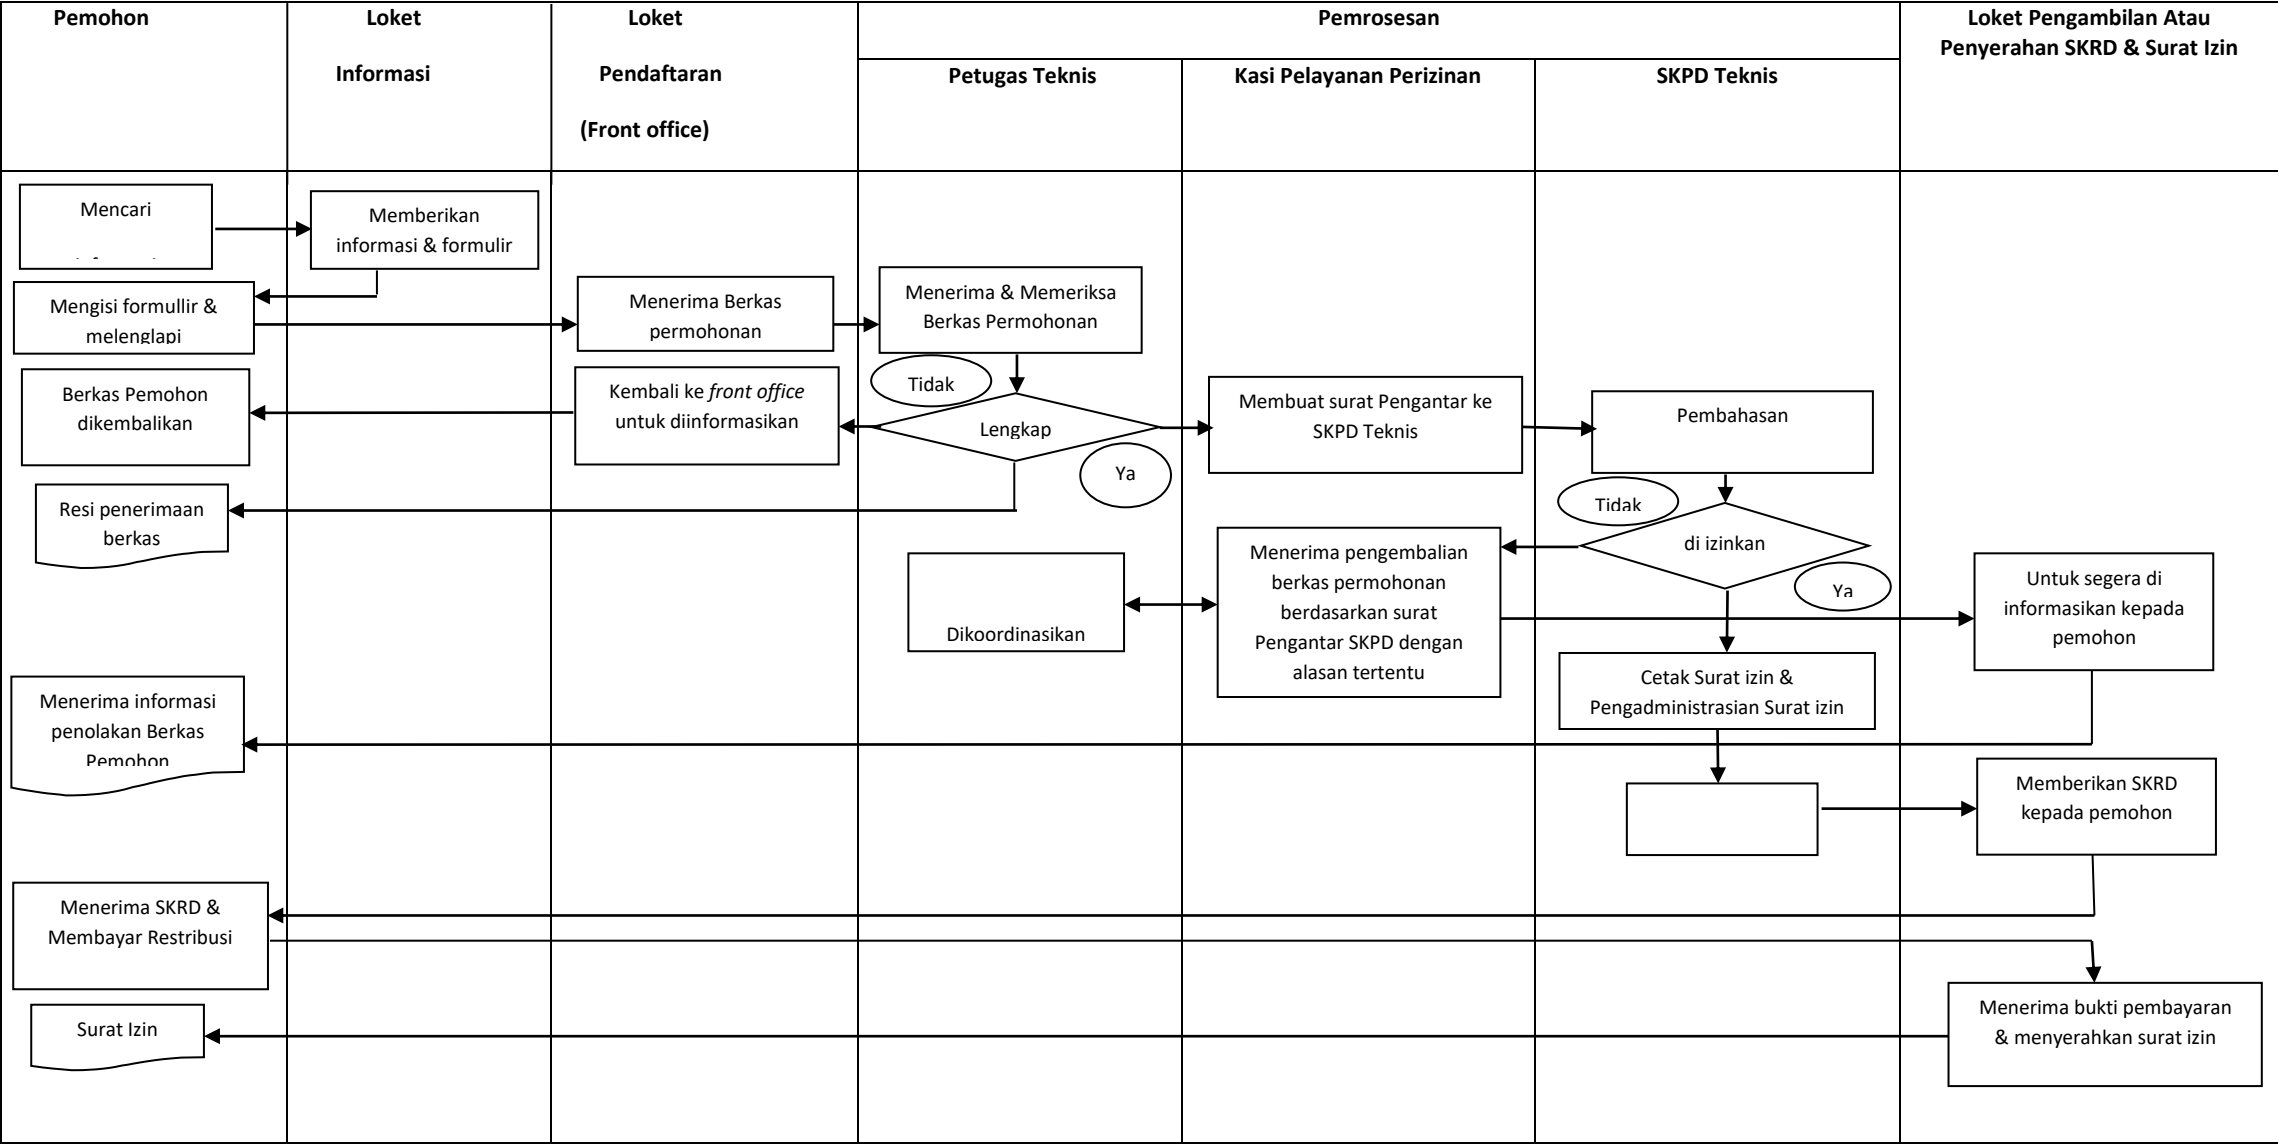 Pemohon
Loket
Informasi
Loket
Pendaftaran
(Front office)
Pemrosesan
Petugas Teknis
Kasi Pelayanan Perizinan
SKPD Teknis
Loket Pengambilan Atau
Penyerahan SKRD & Surat Izin
Mencari
Memberikan
informasi & formulir
Mengisi formullir &
melenglapi
Menerima Berkas
permohonan
Menerima & Memeriksa
Berkas Permohonan
Tidak
Berkas Pemohon
dikembalikan
Kembali ke front office
untuk diinformasikan
Lengkap
Ya
Membuat surat Pengantar ke
SKPD Teknis
Pembahasan
Resi penerimaan
berkas
Tidak
di izinkan
Ya
Dikoordinasikan
Menerima pengembalian
berkas permohonan
berdasarkan surat
Pengantar SKPD dengan
alasan tertentu
Untuk segera di
informasikan kepada
pemohon
Cetak Surat izin &
Pengadministrasian Surat izin
Menerima informasi
penolakan Berkas
Pemohon
Memberikan SKRD
kepada pemohon
Menerima SKRD &
Membayar Restribusi
Menerima bukti pembayaran
& menyerahkan surat izin
Surat Izin